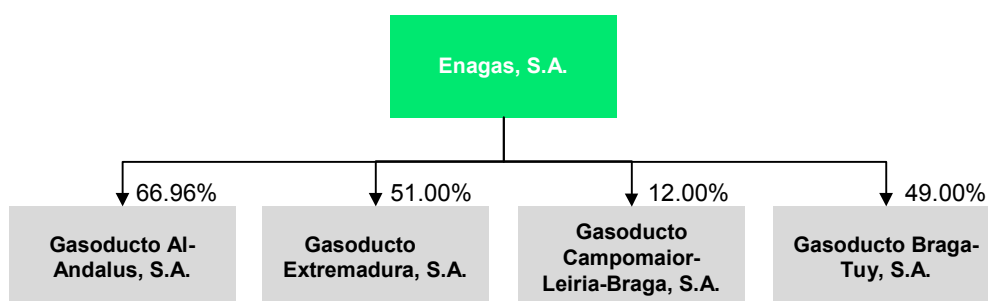 Enagas, S.A.
66.96%
51.00%
12.00%
49.00%
Gasoducto Al-
Andalus, S.A.
Gasoducto
Extremadura, S.A.
Gasoducto
Campomaior-
Leiria-Braga, S.A.
Gasoducto Braga-
Tuy, S.A.